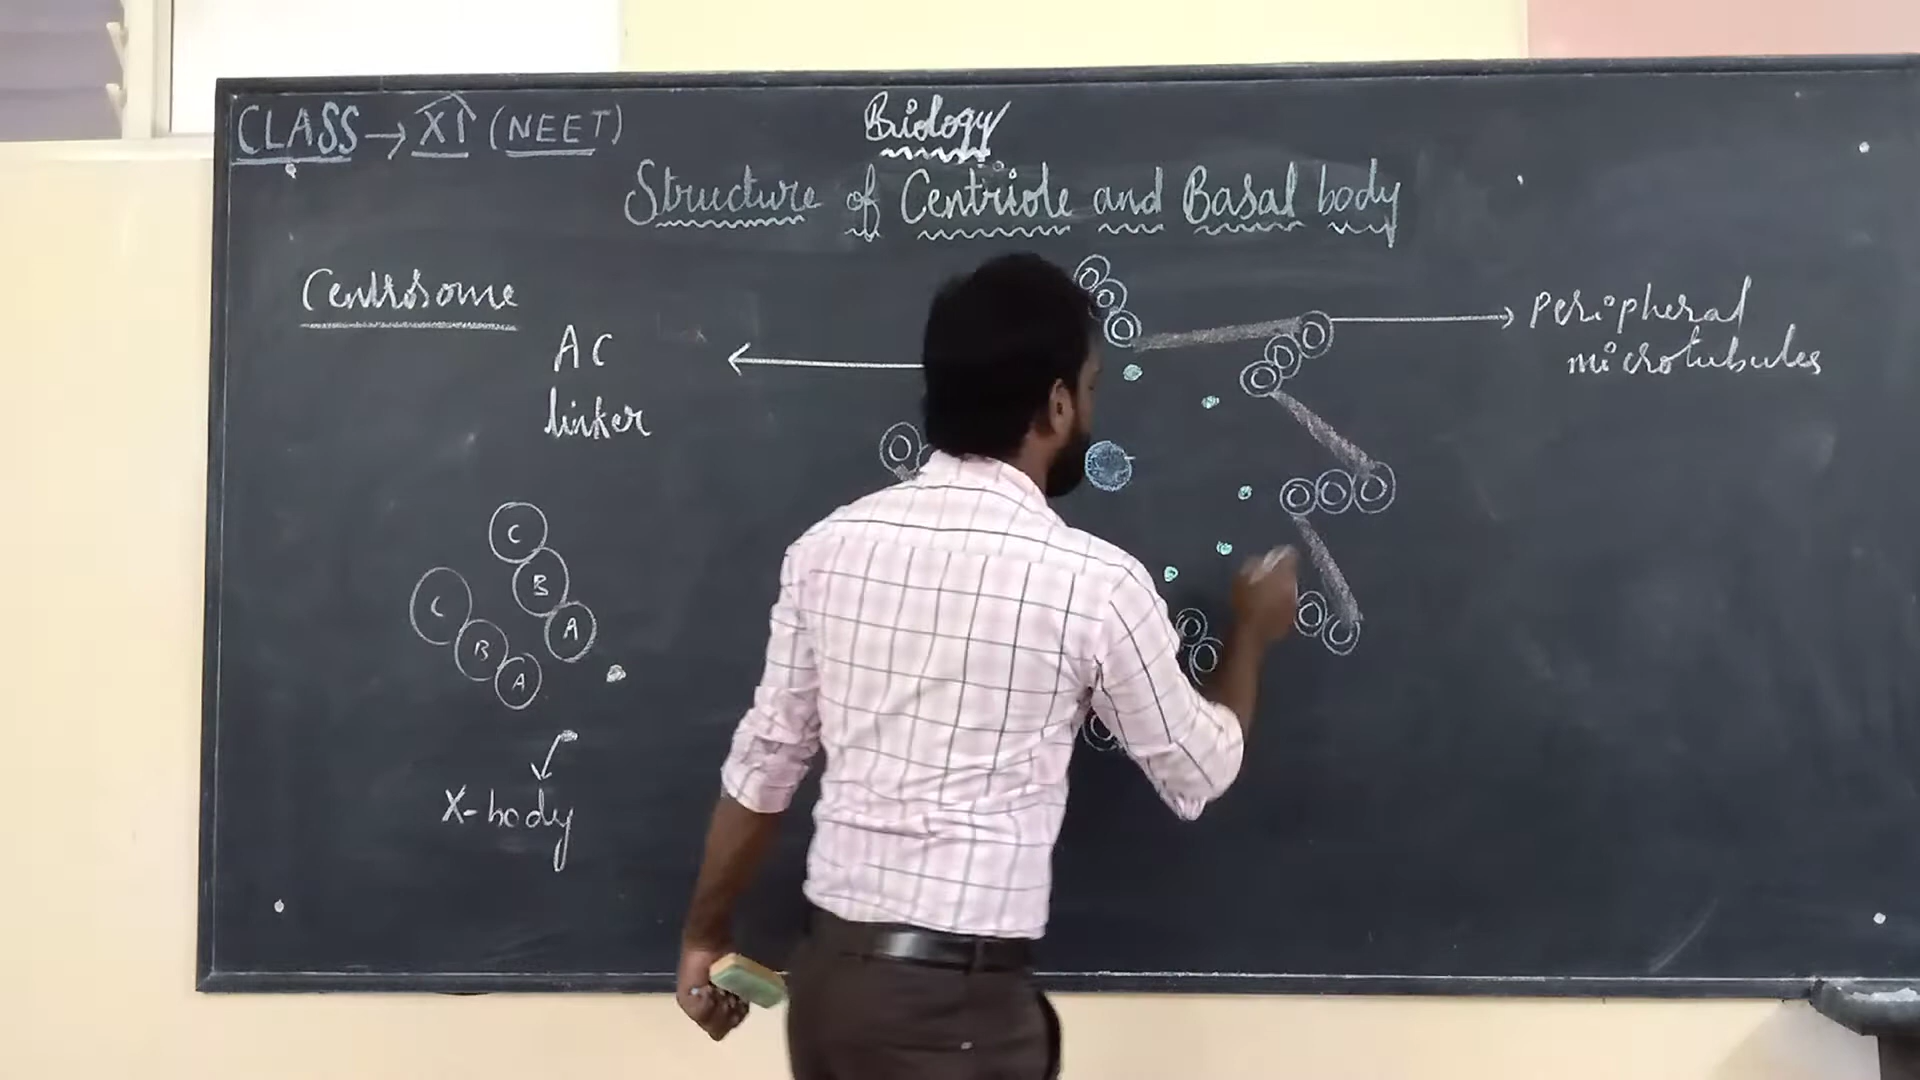 CLASS → XI (NEET)
Biology
Structure of Centriole and Basal body
Centrosome
AC
linker
Peripheral
microtubules
C
B
A
C
B
A
X-body